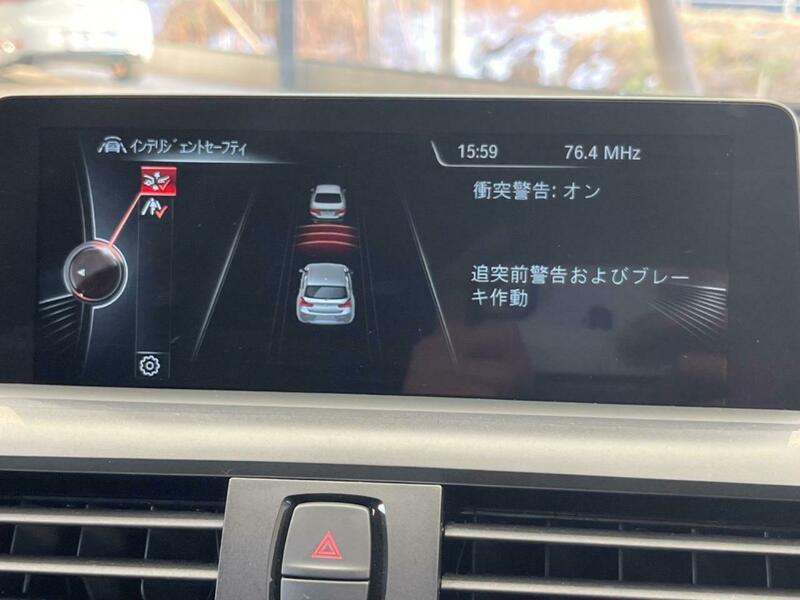 インテリジェントセーフティ
15:59
76.4 MHz
衝突警告: オン
追突前警告およびブレー
キ作動